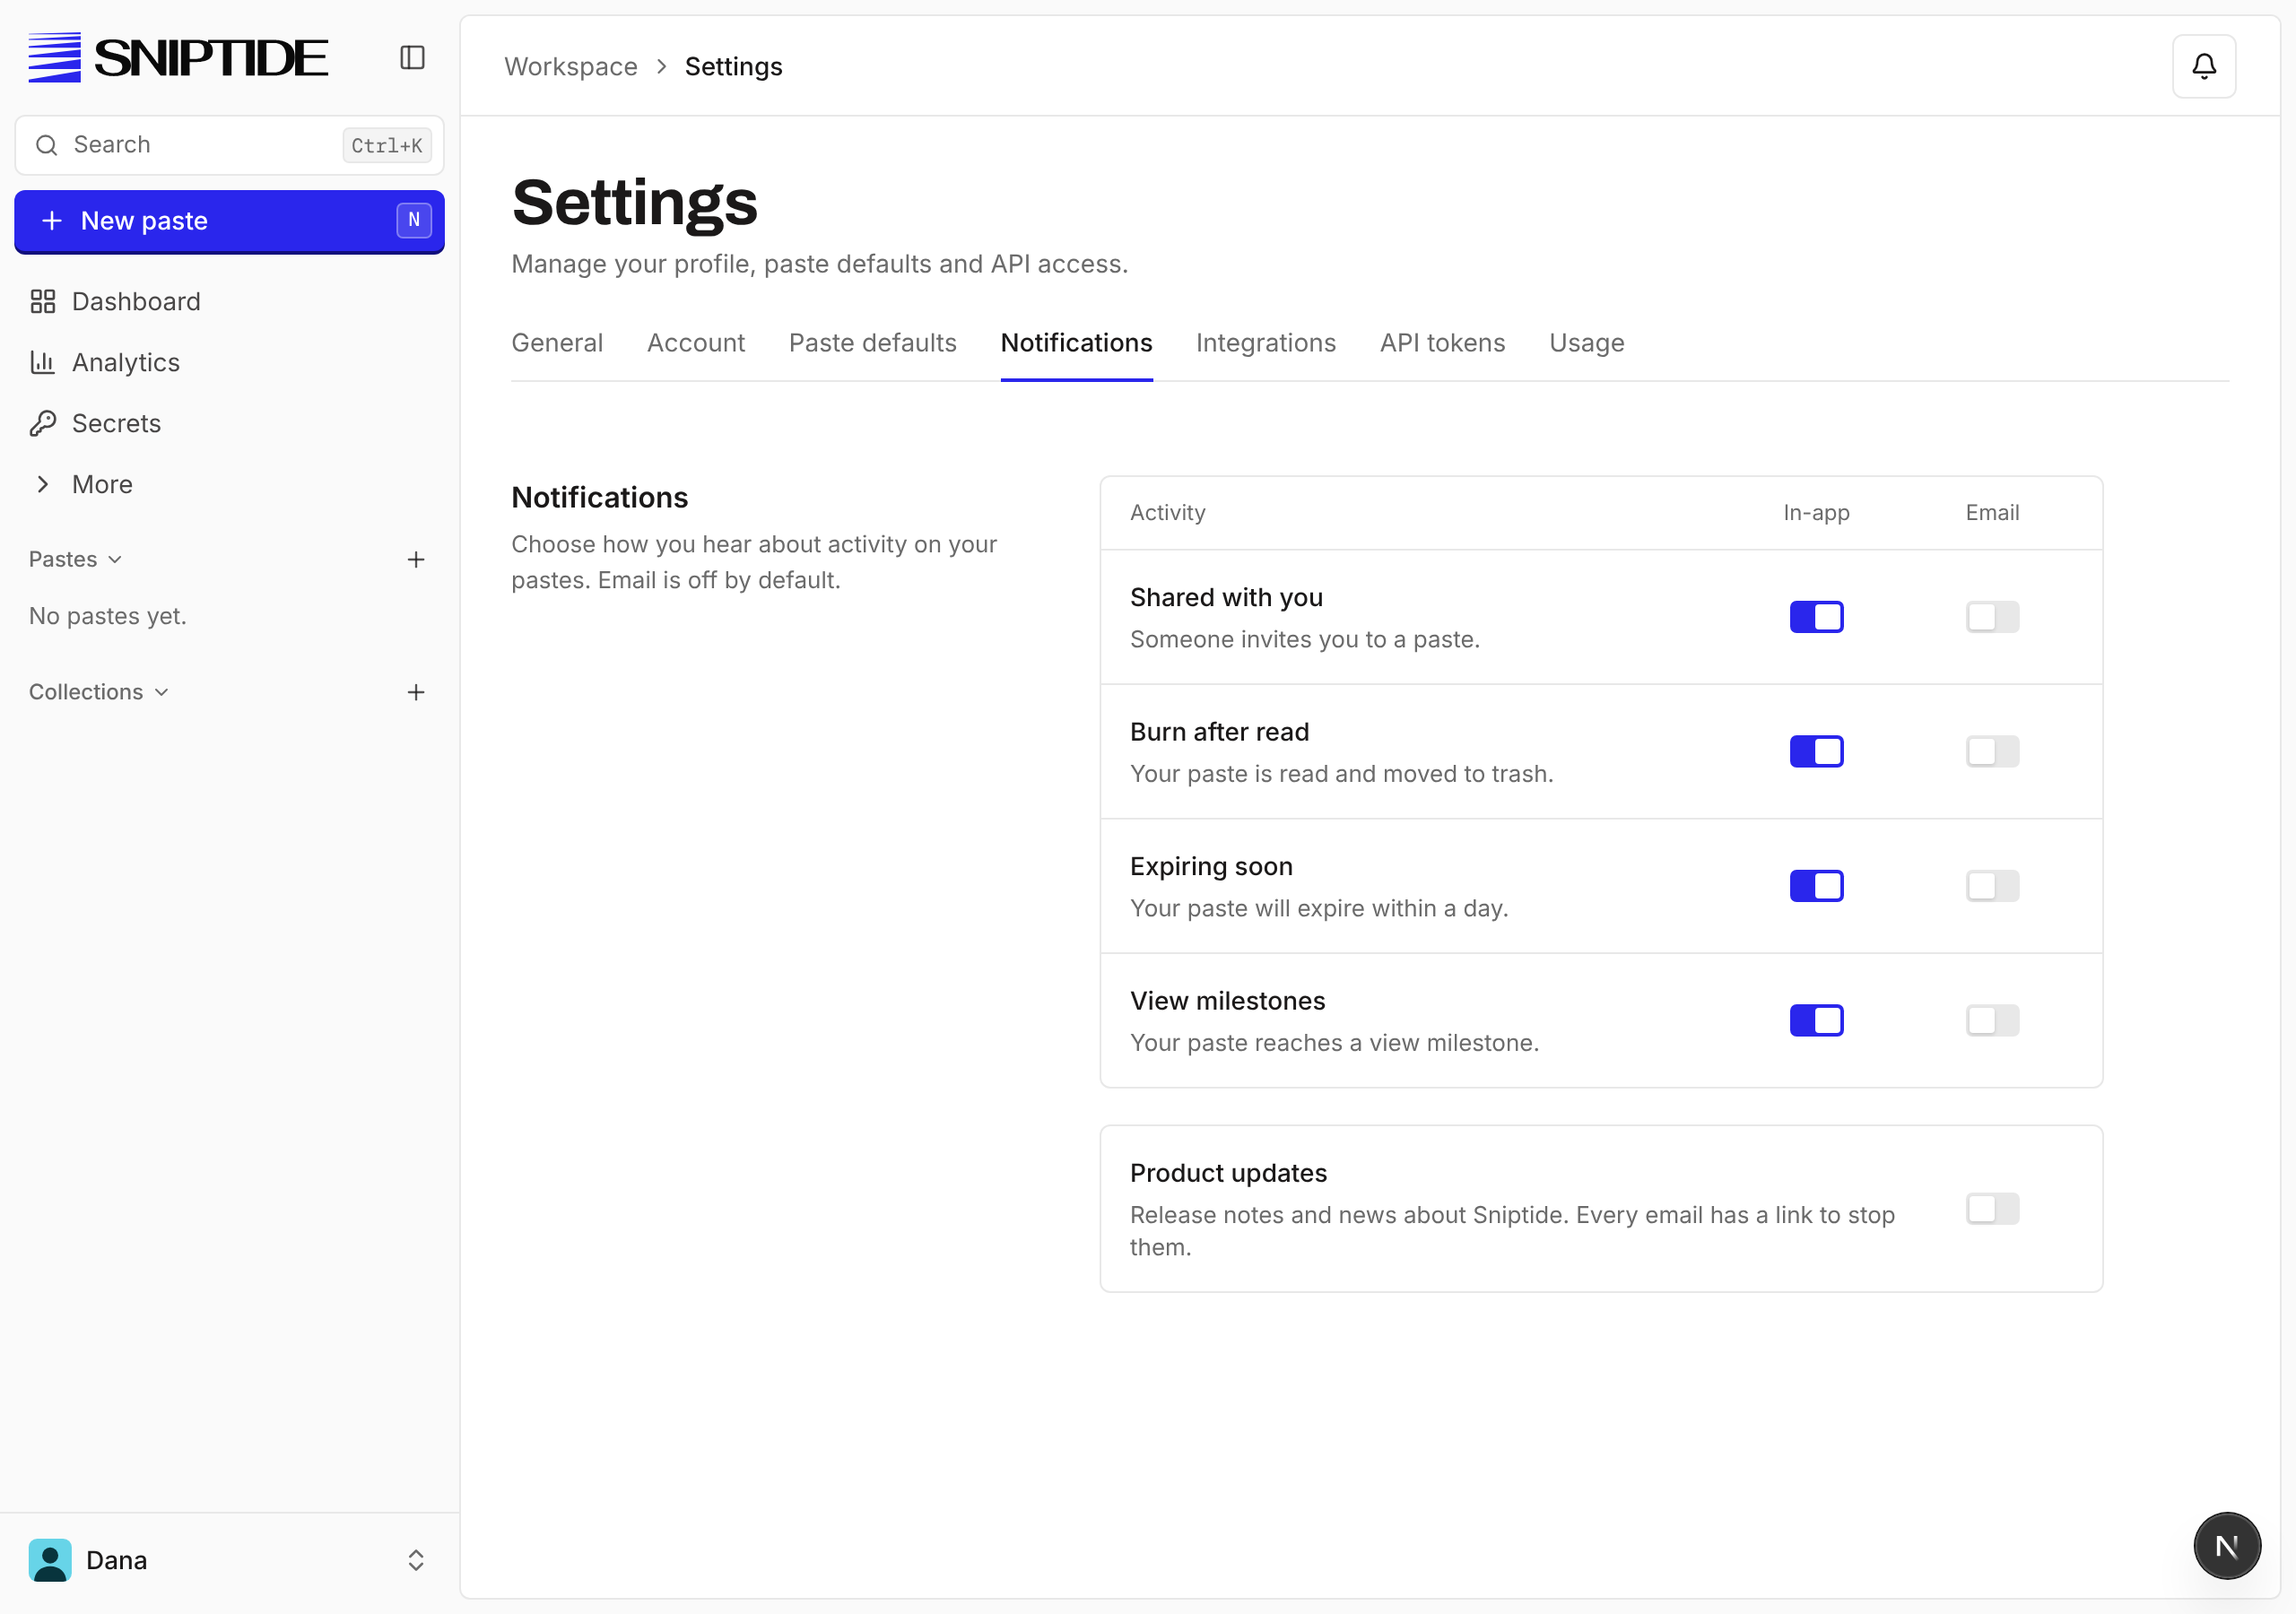 SNIPTIDE
Search
Ctrl+K
New paste
N
Dashboard
Analytics
Secrets
More
Pastes
No pastes yet.
Collections
Dana
Workspace
Settings
Settings
Manage your profile, paste defaults and API access.
General
Account
Paste defaults
Notifications
Integrations
API tokens
Usage
Notifications
Choose how you hear about activity on your
pastes. Email is off by default.
Activity
In-app
Email
Shared with you
Someone invites you to a paste.
Burn after read
Your paste is read and moved to trash.
Expiring soon
Your paste will expire within a day.
View milestones
Your paste reaches a view milestone.
Product updates
Release notes and news about Sniptide. Every email has a link to stop
them.
N